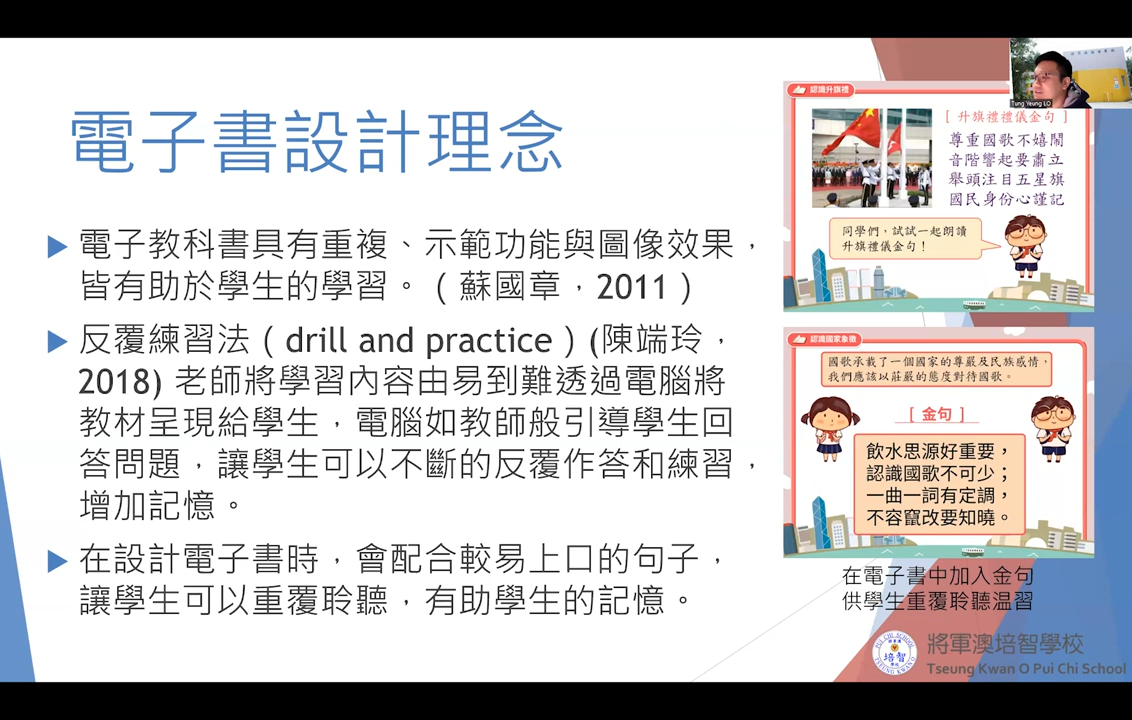 電子書設計理念
電子教科書具有重複、示範功能與圖像效果，
皆有助於學生的學習。（蘇國章，2011）
反覆練習法（drill and practice）(陳端玲，
2018) 老師將學習內容由易到難透過電腦將
教材呈現給學生，電腦如教師般引導學生回
答問題，讓學生可以不斷的反覆作答和練習，
增加記憶。
在設計電子書時，會配合較易上口的句子，
讓學生可以重覆聆聽，有助學生的記憶。
Tung Yeung LO
認識升旗禮
[ 升旗禮禮儀金句 ]
尊重國歌不嬉鬧
音階響起要肅立
舉頭注目五星旗
國民身份心謹記
同學們，試試一起朗讀
升旗禮儀金句！
認識國家象徵
國歌承載了一個國家的尊嚴及民族感情，
我們應該以莊嚴的態度對待國歌。
[ 金句 ]
飲水思源好重要，
認識國歌不可少；
一曲一詞有定調，
不容竄改要知曉。
在電子書中加入金句
供學生重覆聆聽温習
PUI CHI SCHOOL
培智
TSEUNG KWAN O
將軍澳培智學校
Tseung Kwan O Pui Chi School